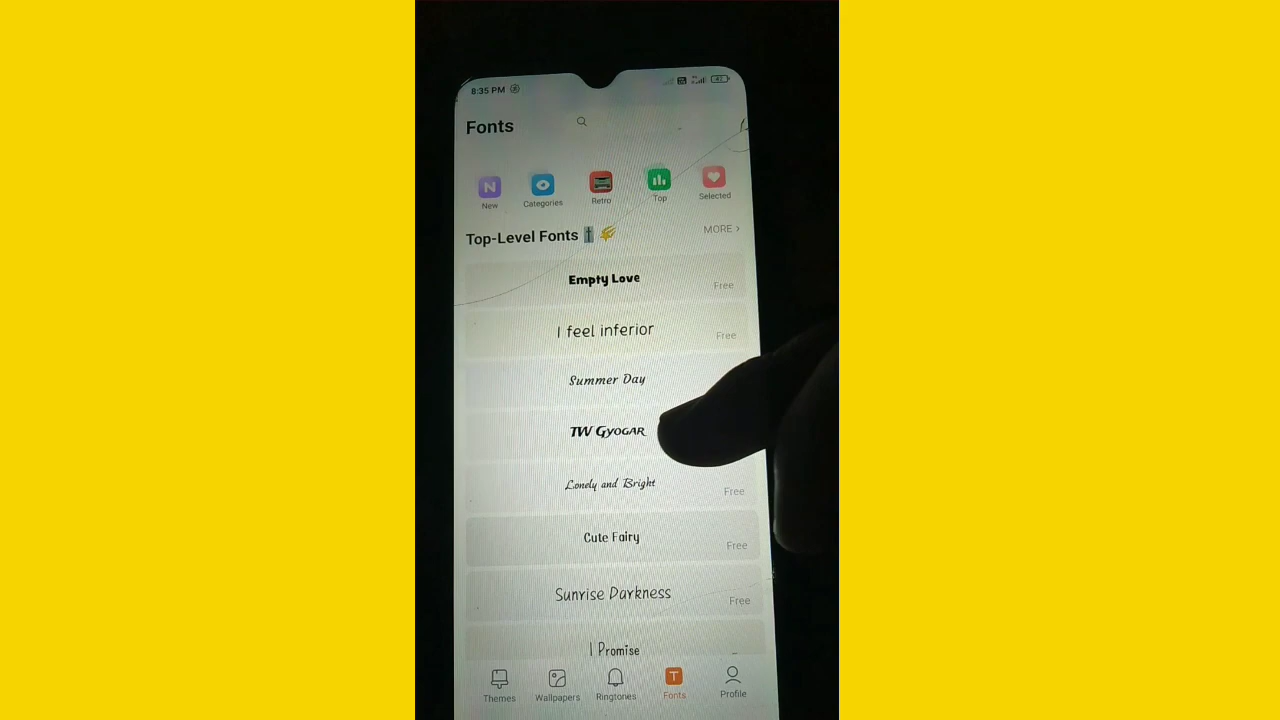 8:35 PM
Fonts
New
Categories
Retro
Top
Selected
Top-Level Fonts
MORE >
Empty Love
Free
I feel inferior
Free
Summer Day
TW Gyogar
Lonely and Bright
Free
Cute Fairy
Free
Sunrise Darkness
Free
I Promise
Themes
Wallpapers
Ringtones
Fonts
Profile